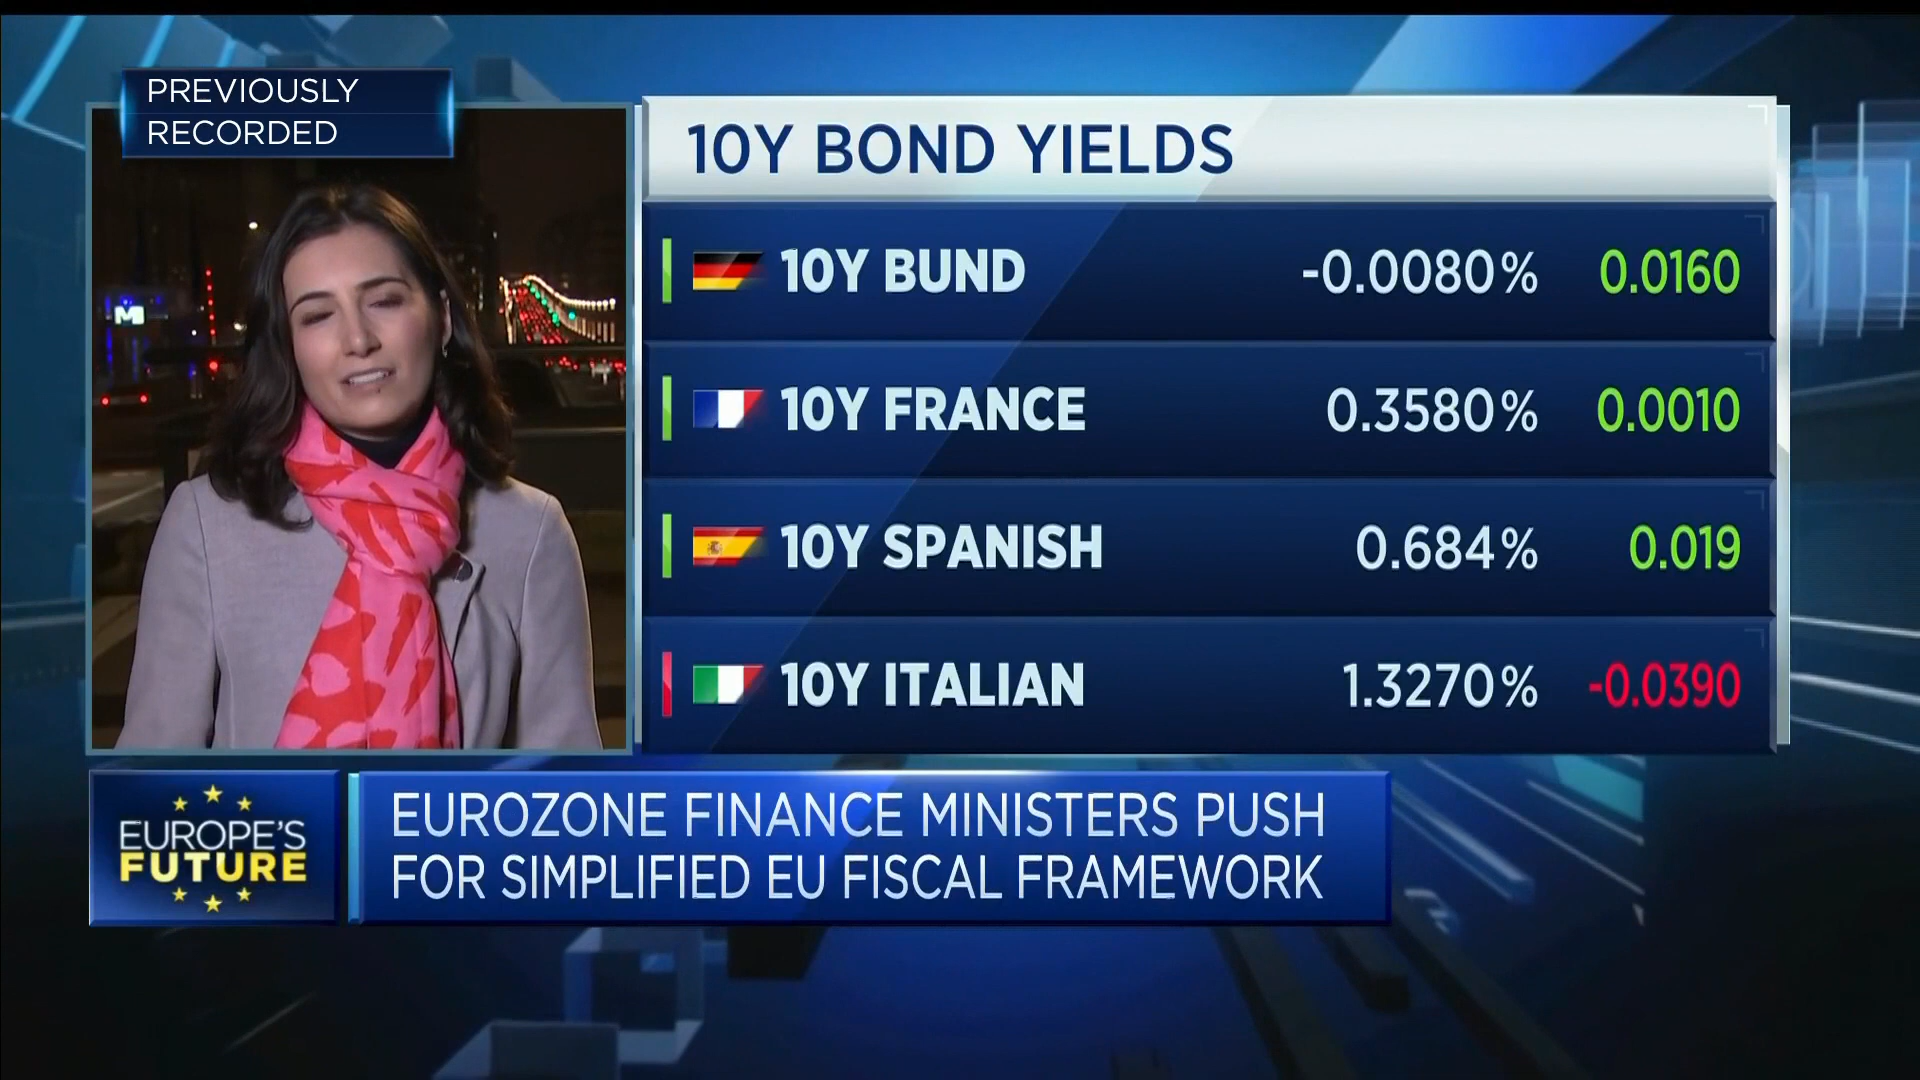 PREVIOUSLY
RECORDED
10Y BOND YIELDS
10Y BUND -0.0080% 0.0160
10Y FRANCE 0.3580% 0.0010
10Y SPANISH 0.684% 0.019
10Y ITALIAN 1.3270% -0.0390
EUROPE'S
FUTURE
EUROZONE FINANCE MINISTERS PUSH
FOR SIMPLIFIED EU FISCAL FRAMEWORK
M